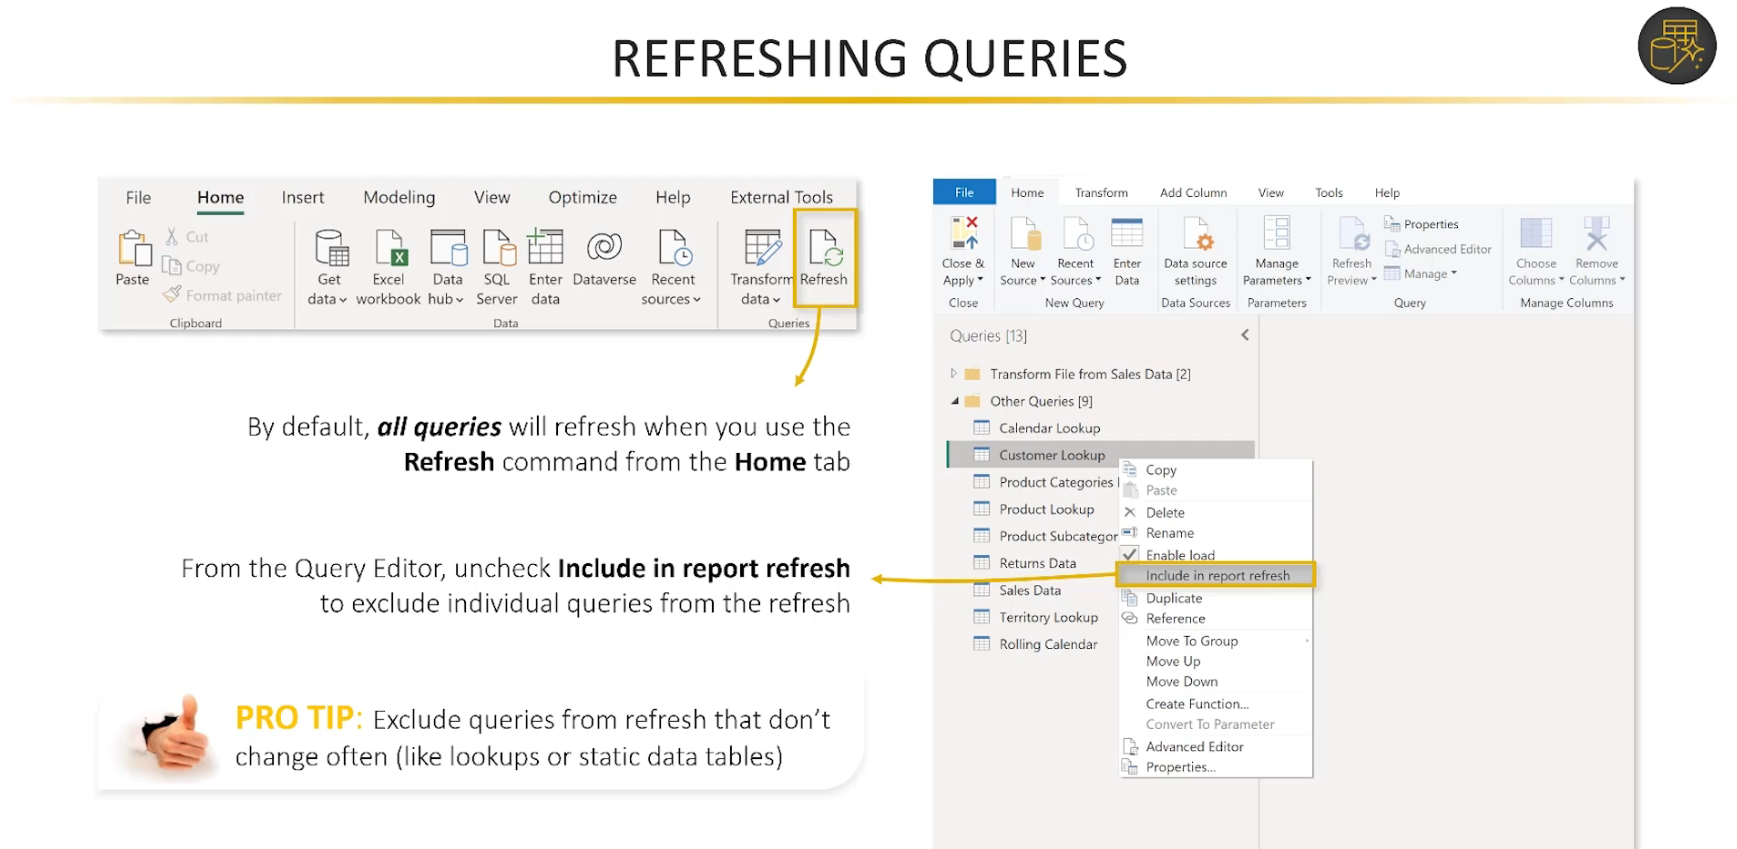 REFRESHING QUERIES
File Home Insert Modeling View Optimize Help External Tools
Paste
Cut
Copy
Format painter
Clipboard
Get data
Excel workbook
Data hub
SQL Server
Enter data
Dataverse
Recent sources
Data
Transform data
Refresh
Queries
By default, all queries will refresh when you use the
Refresh command from the Home tab
From the Query Editor, uncheck Include in report refresh
to exclude individual queries from the refresh
PRO TIP: Exclude queries from refresh that don't
change often (like lookups or static data tables)
File Home Transform Add Column View Tools Help
Close & Apply
Close
New Source
Recent Sources
Enter Data
New Query
Data source settings
Data Sources
Manage Parameters
Parameters
Refresh Preview
Properties
Advanced Editor
Manage
Query
Choose Columns
Remove Columns
Manage Columns
Queries [13]
Transform File from Sales Data [2]
Other Queries [9]
Calendar Lookup
Customer Lookup
Product Categories
Product Lookup
Product Subcategor
Returns Data
Sales Data
Territory Lookup
Rolling Calendar
Copy
Paste
Delete
Rename
Enable load
Include in report refresh
Duplicate
Reference
Move To Group
Move Up
Move Down
Create Function...
Convert To Parameter
Advanced Editor
Properties...